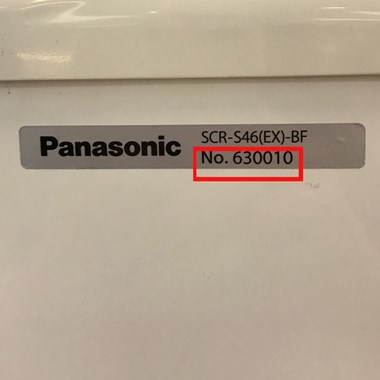 Panasonic
SCR-S46(EX)-BF
No. 630010